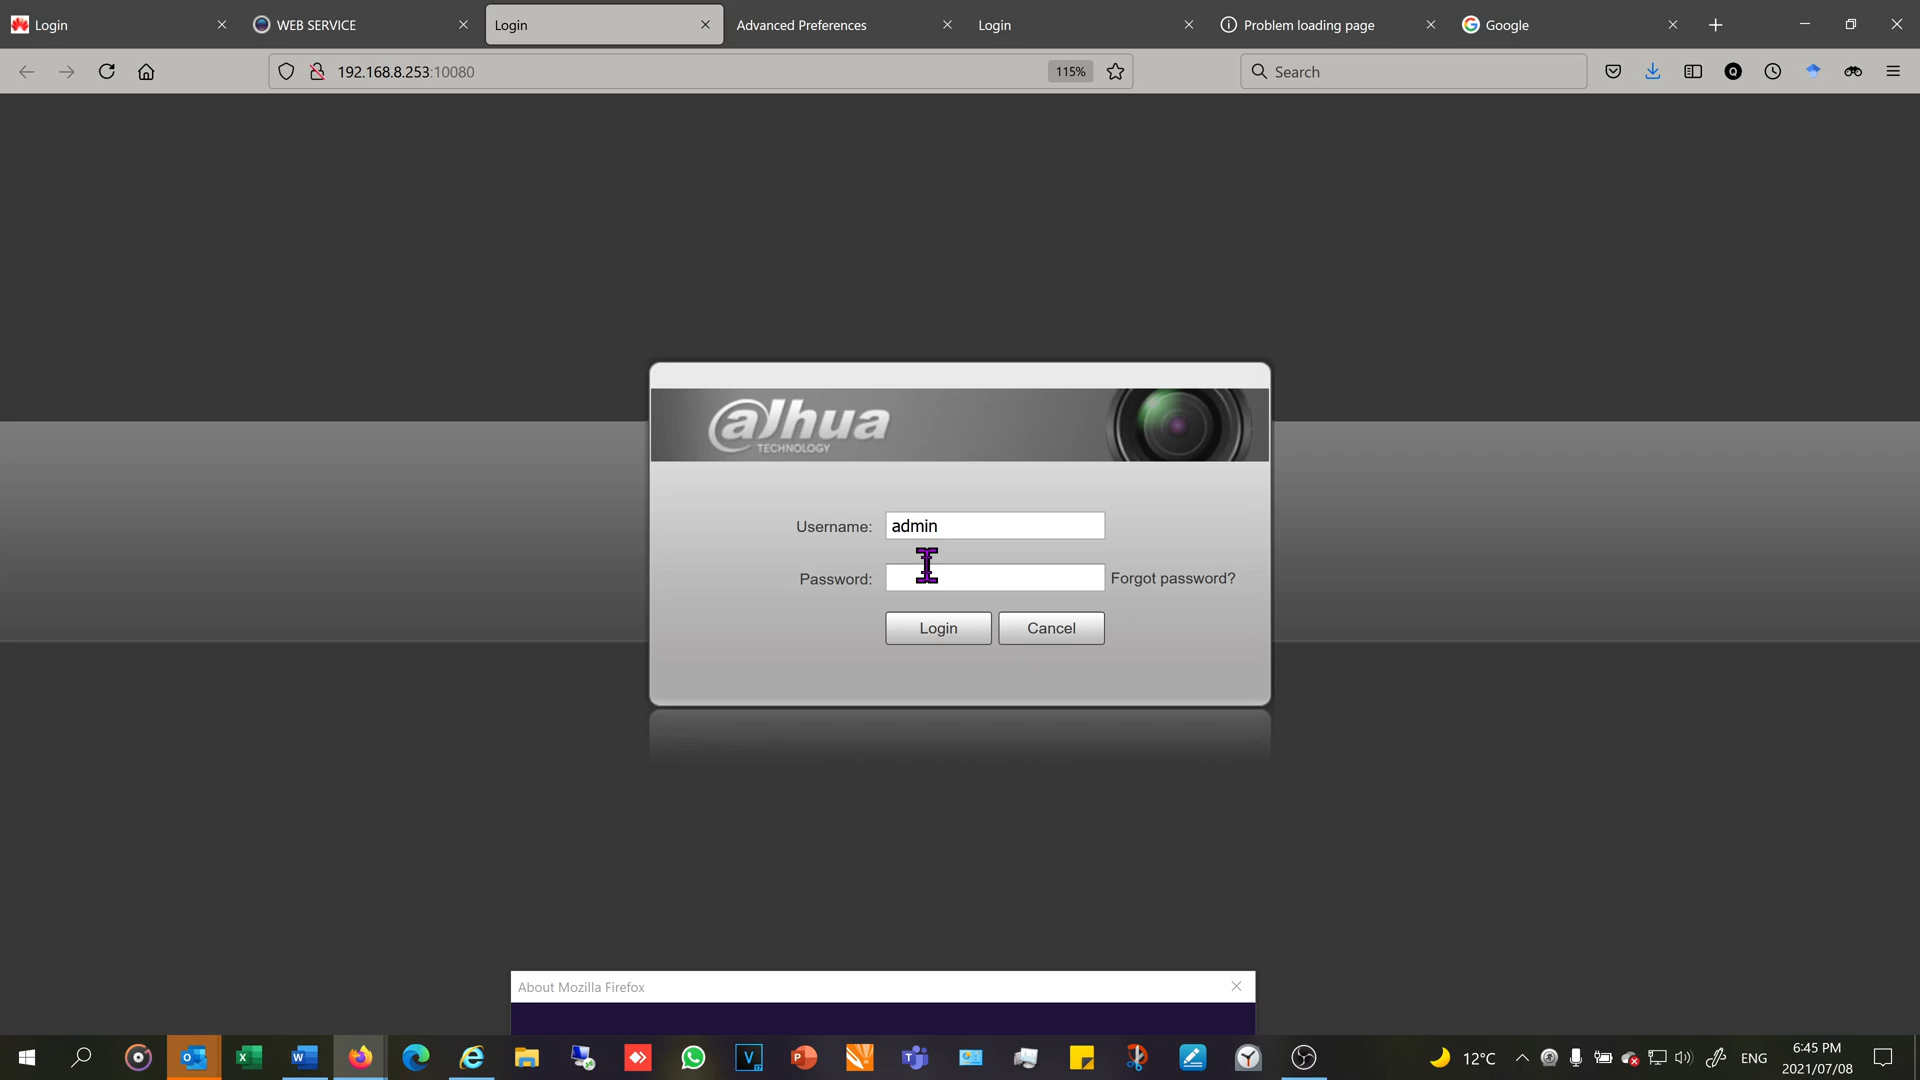 Login
WEB SERVICE
Login
Advanced Preferences
Login
Problem loading page
Google
192.168.8.253:10080
115%
Search
alhua
TECHNOLOGY
Username:
admin
Password:
Forgot password?
Login
Cancel
About Mozilla Firefox
12°C
ENG
6:45 PM
2021/07/08